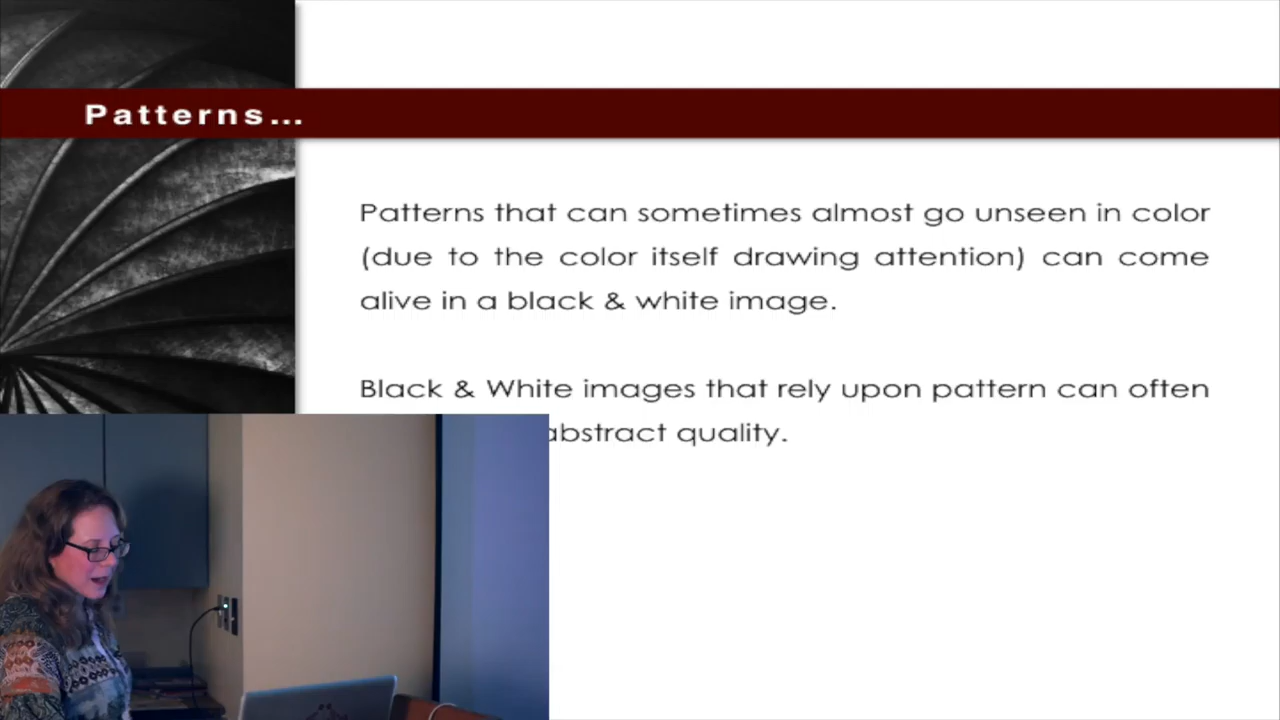 Patterns...
Patterns that can sometimes almost go unseen in color
(due to the color itself drawing attention) can come
alive in a black & white image.
Black & White images that rely upon pattern can often
abstract quality.